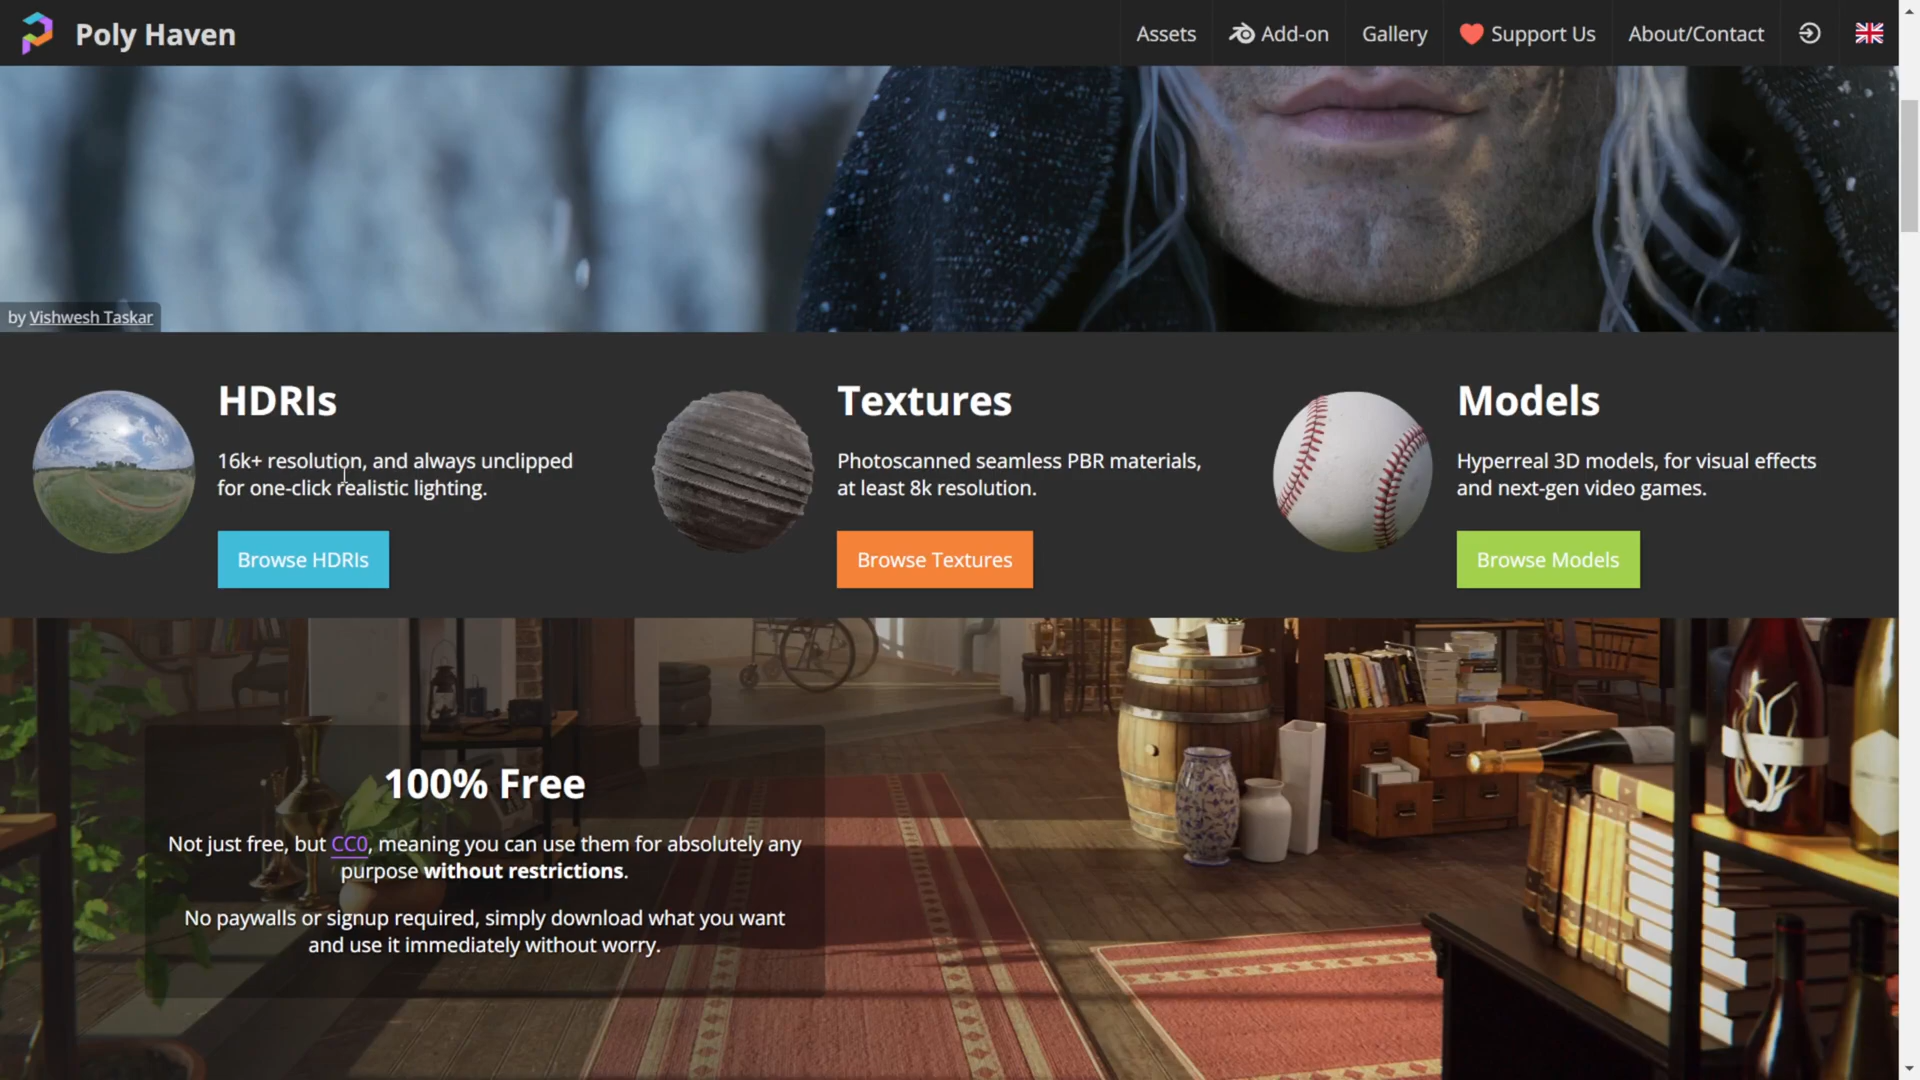 Poly Haven
Assets
Add-on
Gallery
Support Us
About/Contact
by Vishwesh Taskar
HDRIs
16k+ resolution, and always unclipped
for one-click realistic lighting.
Browse HDRIs
Textures
Photoscanned seamless PBR materials,
at least 8k resolution.
Browse Textures
Models
Hyperreal 3D models, for visual effects
and next-gen video games.
Browse Models
100% Free
Not just free, but CC0, meaning you can use them for absolutely any
purpose without restrictions.
No paywalls or signup required, simply download what you want
and use it immediately without worry.